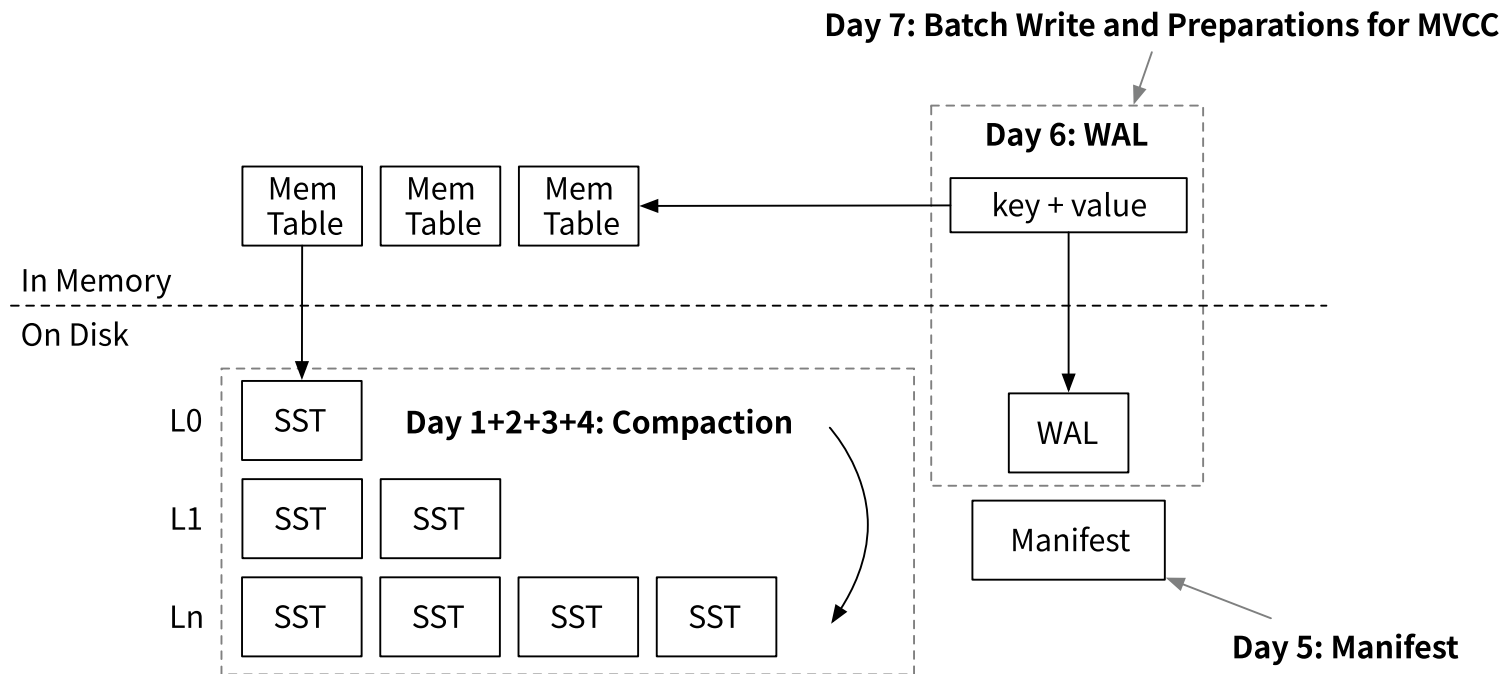 Day 7: Batch Write and Preparations for MVCC
Day 6: WAL
Mem
Table
Mem
Table
Mem
Table
key + value
In Memory
On Disk
L0
SST
Day 1+2+3+4: Compaction
WAL
L1
SST
SST
Manifest
Ln
SST
SST
SST
SST
Day 5: Manifest